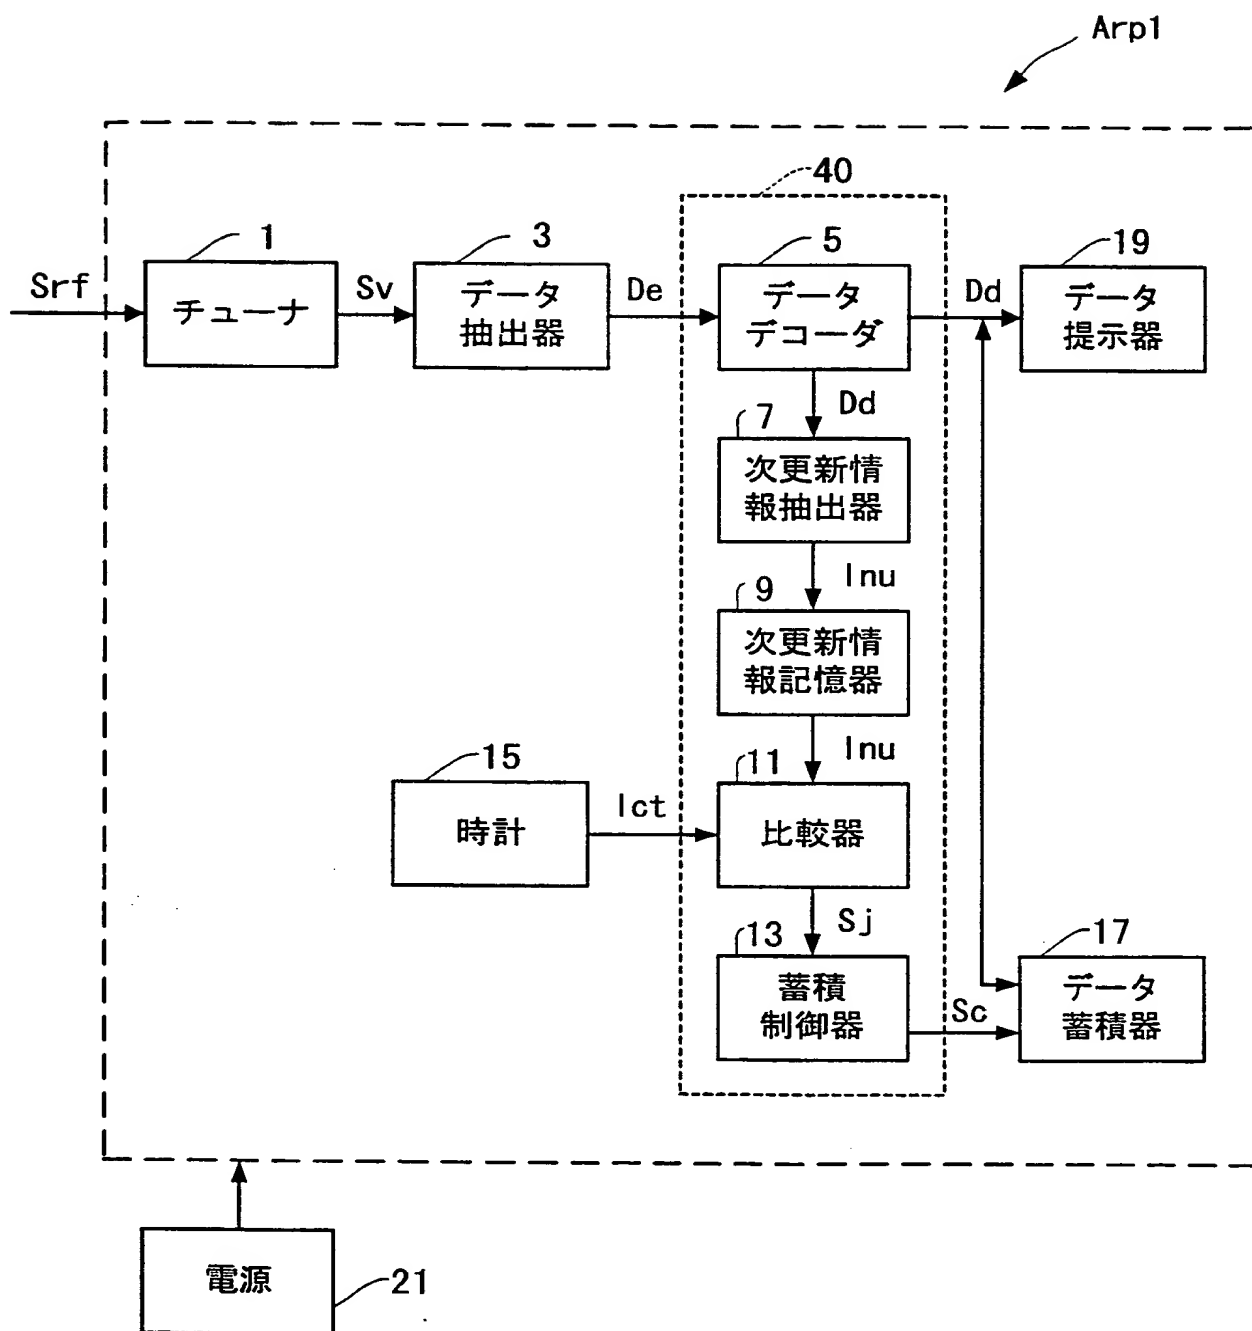 Arp1
40
1
3
5
19
Srf
チューナ
Sv
データ
抽出器
De
データ
デコーダ
Dd
データ
提示器
Dd
7
次更新情
報抽出器
Inu
9
次更新情
報記憶器
Inu
15
時計
Ict
11
比較器
Sj
13
蓄積
制御器
Sc
17
データ
蓄積器
電源
21